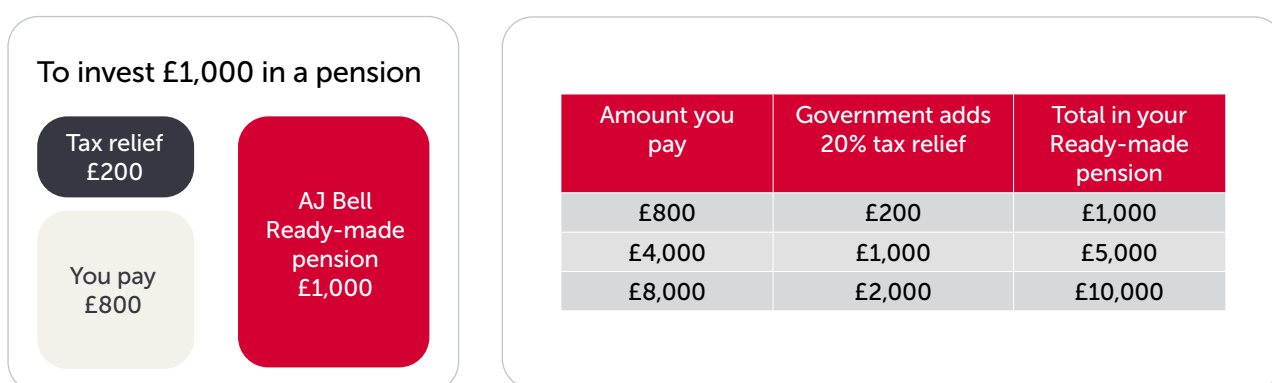 To invest £1,000 in a pension
Tax relief
£200
You pay
£800
AJ Bell
Ready-made
pension
£1,000
Amount you
pay
Government adds
20% tax relief
Total in your
Ready-made
pension
£800 £200 £1,000
£4,000 £1,000 £5,000
£8,000 £2,000 £10,000